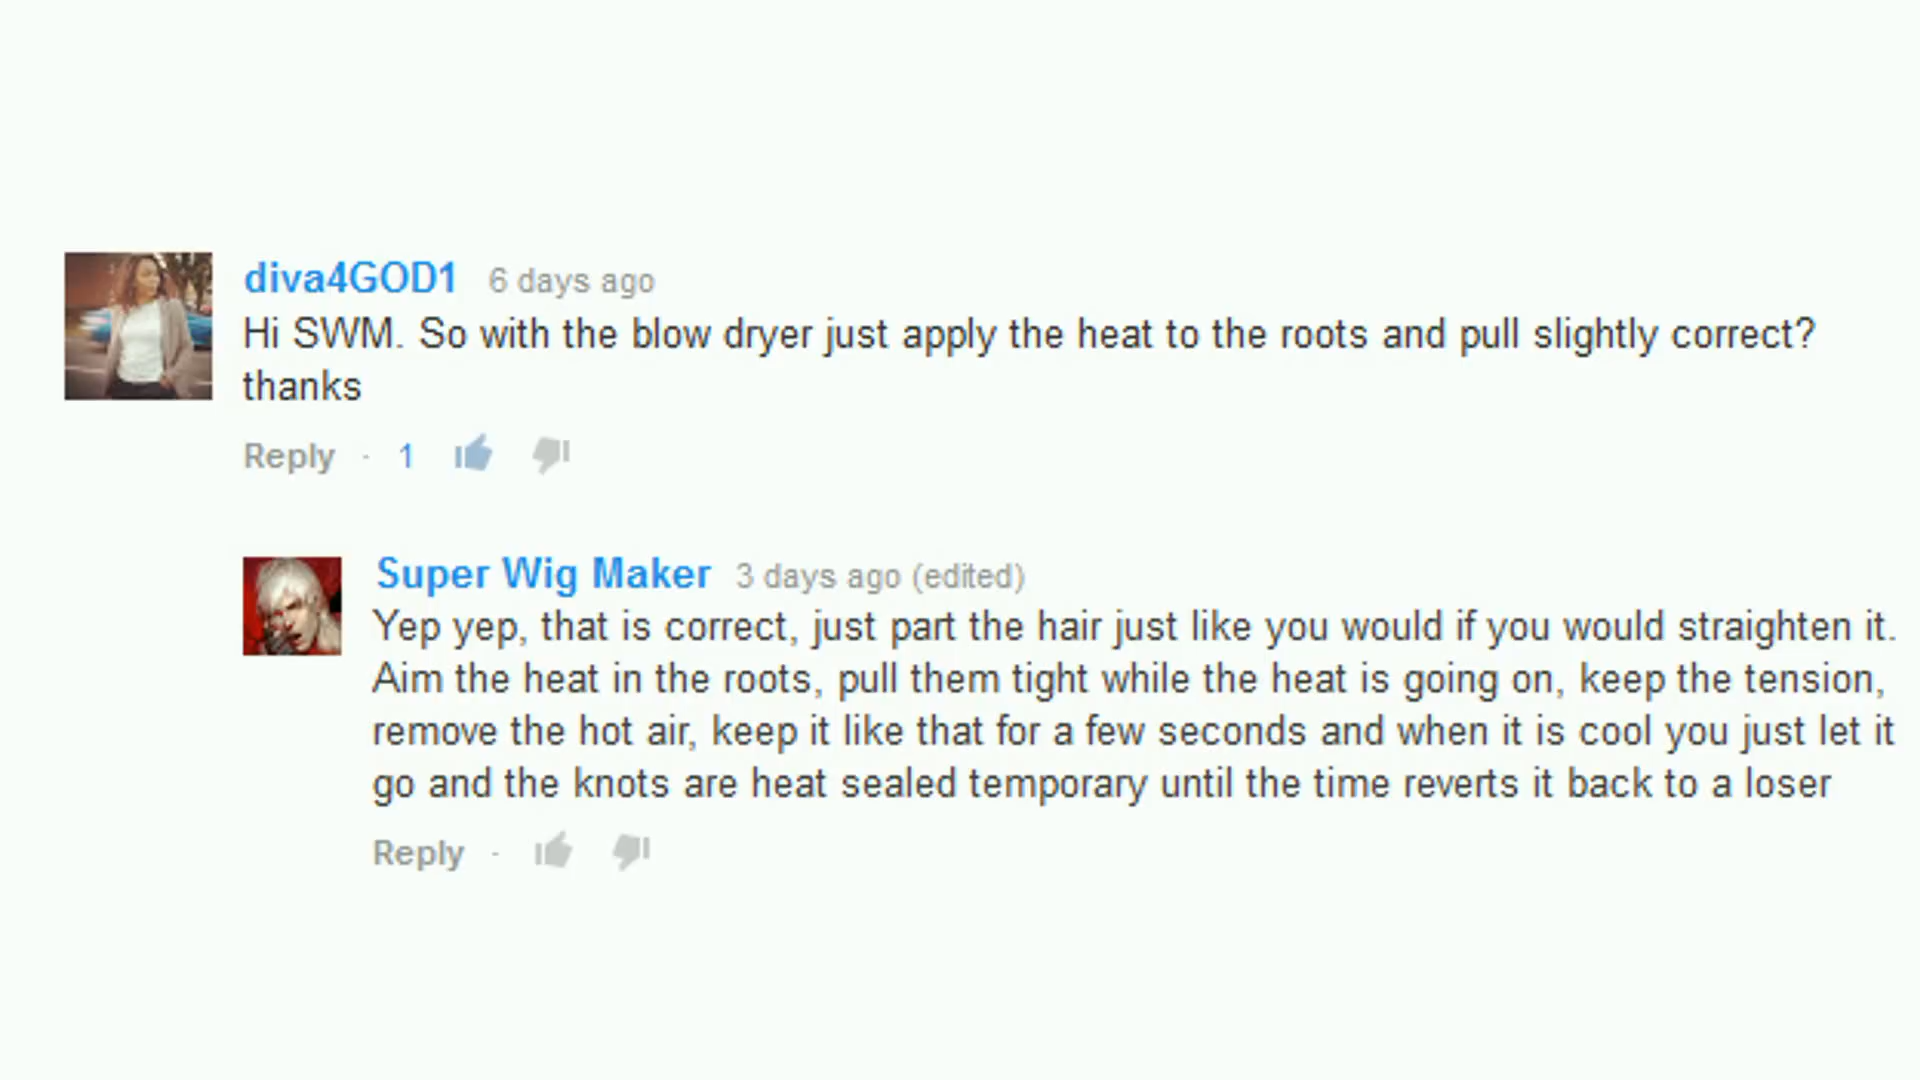 diva4GOD1 6 days ago
Hi SWM. So with the blow dryer just apply the heat to the roots and pull slightly correct?
thanks
Reply · 1
Super Wig Maker 3 days ago (edited)
Yep yep, that is correct, just part the hair just like you would if you would straighten it.
Aim the heat in the roots, pull them tight while the heat is going on, keep the tension,
remove the hot air, keep it like that for a few seconds and when it is cool you just let it
go and the knots are heat sealed temporary until the time reverts it back to a loser
Reply ·